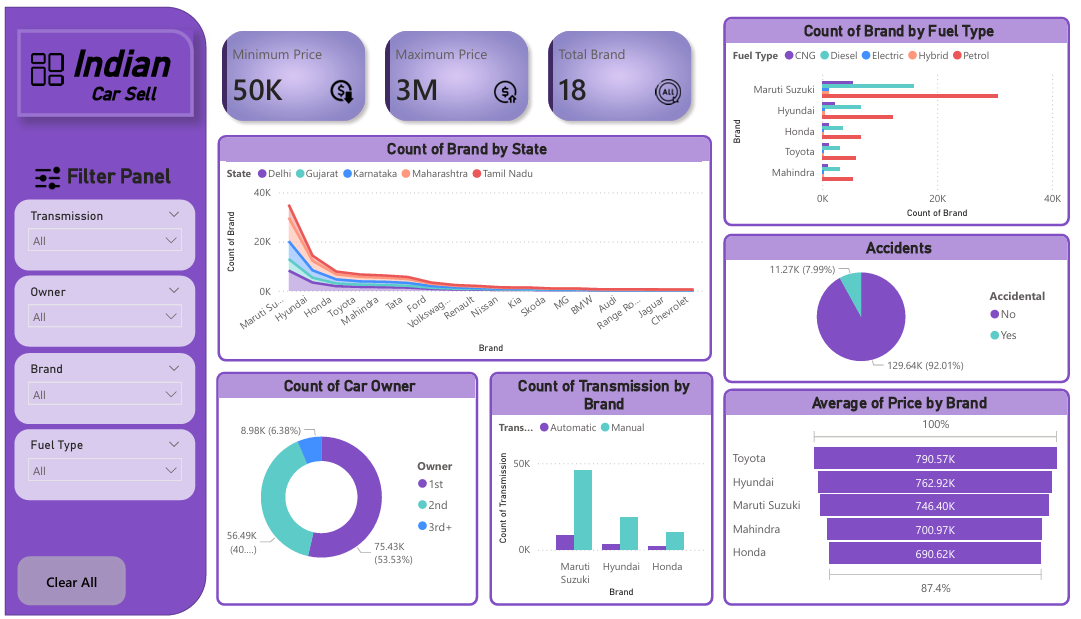 Indian
Car Sell
Filter Panel
Transmission
All
Owner
All
Brand
All
Fuel Type
All
Clear All
Minimum Price
50K
Maximum Price
3M
Total Brand
18
ALL
Count of Brand by State
State Delhi Gujarat Karnataka Maharashtra Tamil Nadu
Count of Brand
40K
20K
0K
Maruti Su... Hyundai Honda Toyota Mahindra Tata Ford Volkswag... Renault Nissan Kia Skoda MG BMW Audi Range Ro... Jaguar Chevrolet
Brand
Count of Car Owner
8.98K (6.38%)
56.49K
(40....)
75.43K
(53.53%)
Owner
1st
2nd
3rd+
Count of Transmission by
Brand
Trans... Automatic Manual
Count of Transmission
50K
0K
Maruti
Suzuki
Hyundai
Honda
Brand
Count of Brand by Fuel Type
Fuel Type CNG Diesel Electric Hybrid Petrol
Brand
Maruti Suzuki
Hyundai
Honda
Toyota
Mahindra
0K 20K 40K
Count of Brand
Accidents
11.27K (7.99%)
129.64K (92.01%)
Accidental
No
Yes
Average of Price by Brand
100%
Toyota 790.57K
Hyundai 762.92K
Maruti Suzuki 746.40K
Mahindra 700.97K
Honda 690.62K
87.4%